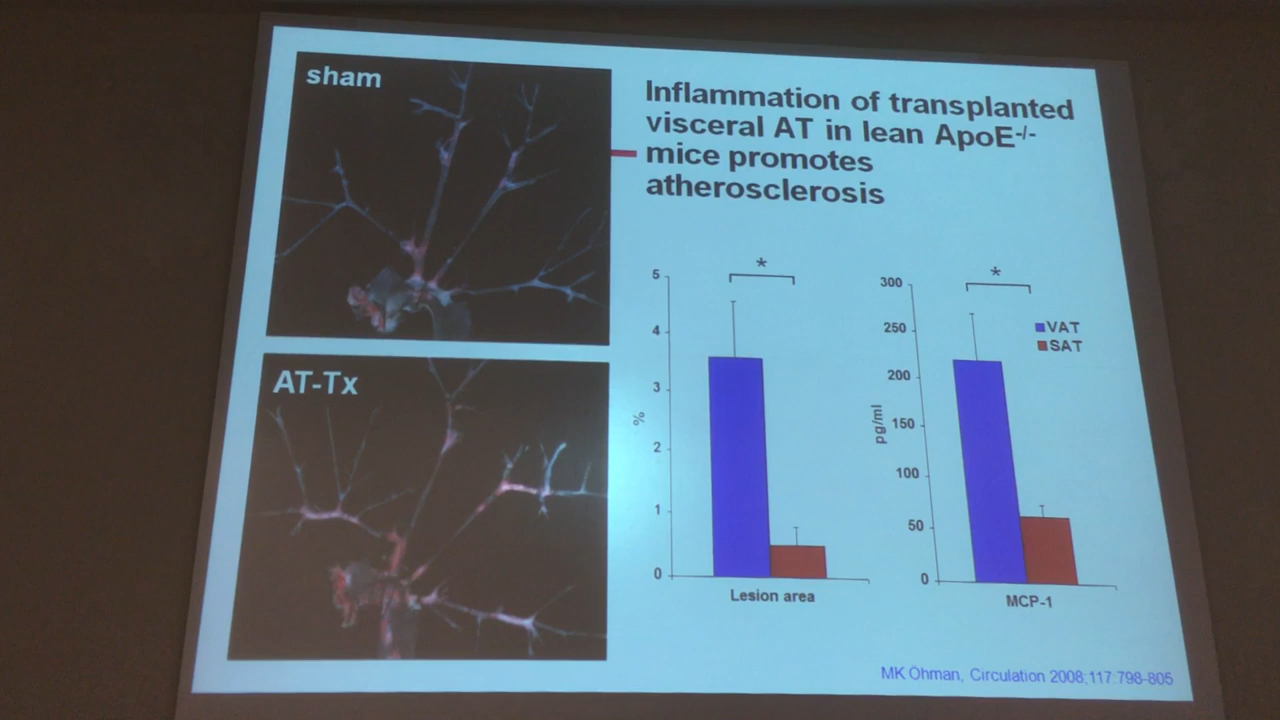 sham
AT-Tx
Inflammation of transplanted
visceral AT in lean ApoE-/-
mice promotes
atherosclerosis
5
4
3
2
1
0
%
*
Lesion area
300
250
200
150
100
50
0
pg/ml
*
VAT
SAT
MCP-1
MK Öhman, Circulation 2008;117:798-805